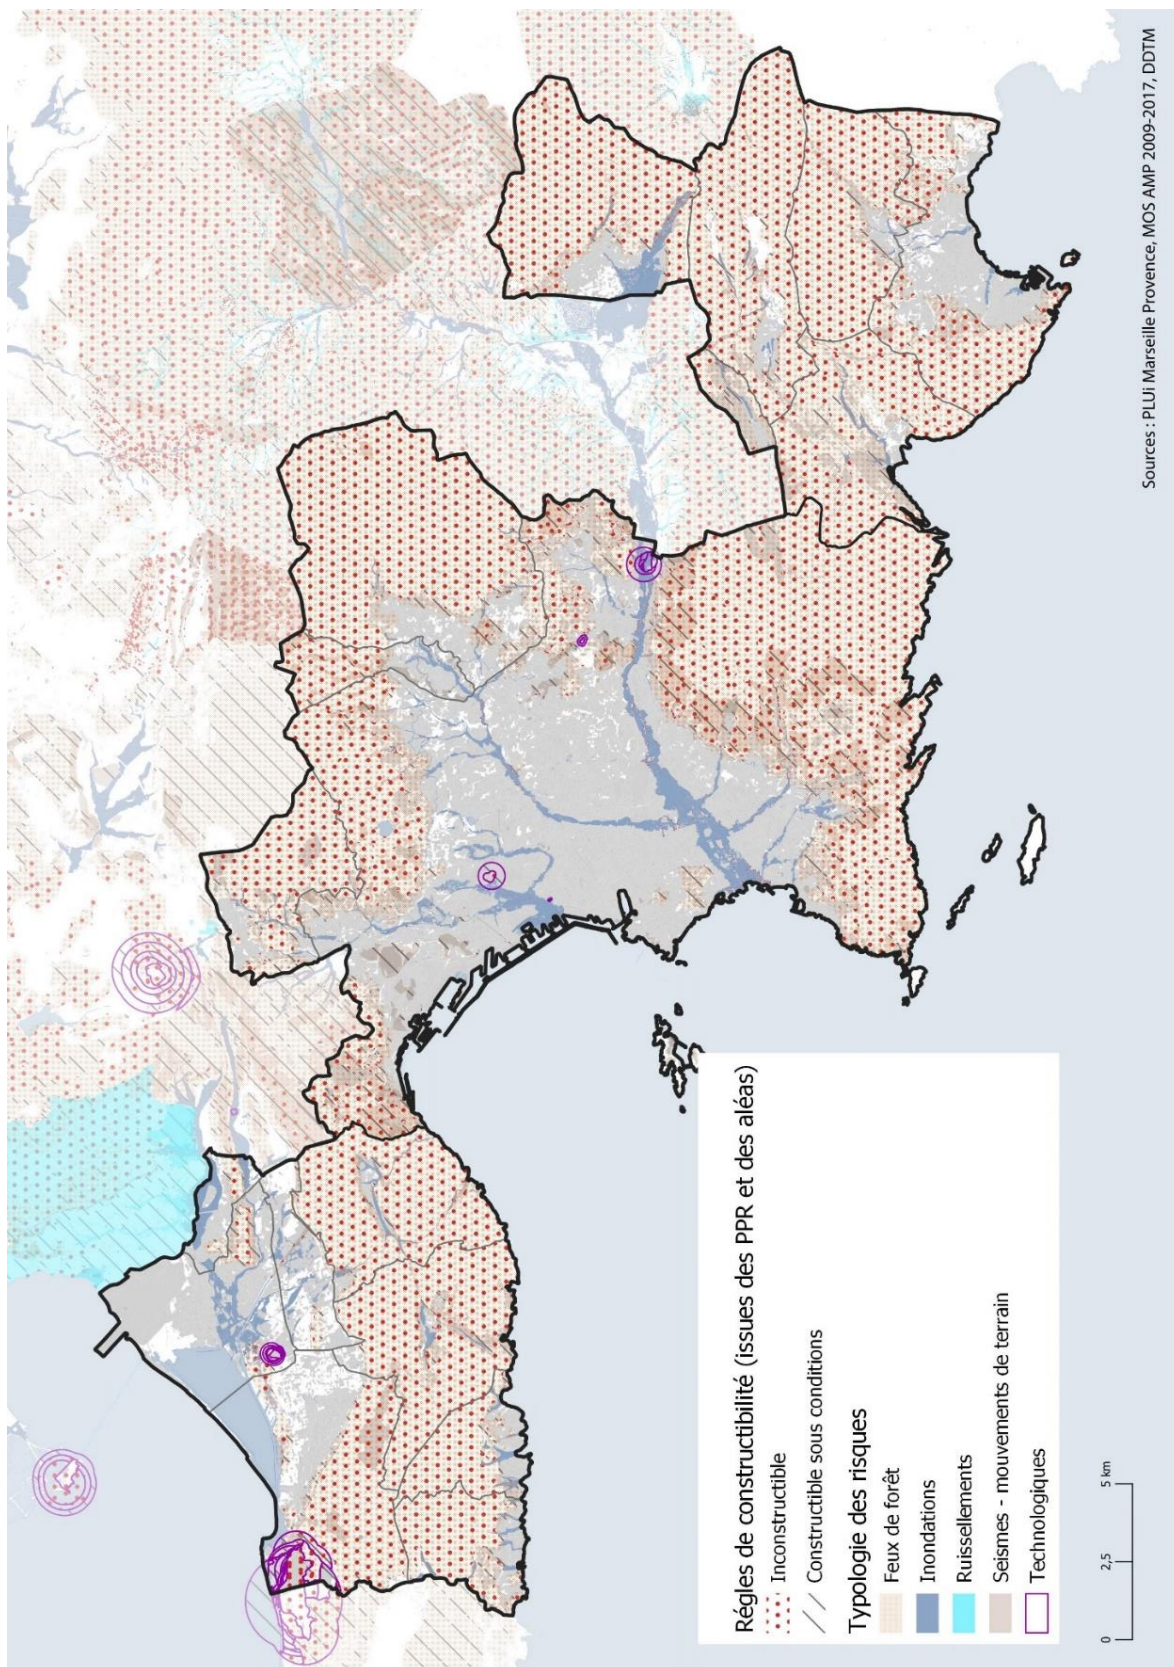 Règles de constructibilité (issues des PPR et des aléas)
Inconstructible
Constructible sous conditions
Typologie des risques
Feux de forêt
Inondations
Ruissellements
Seismes - mouvements de terrain
Technologiques
0 2,5 5 km
Sources : PLUi Marseille Provence, MOS AMP 2009-2017, DDTM